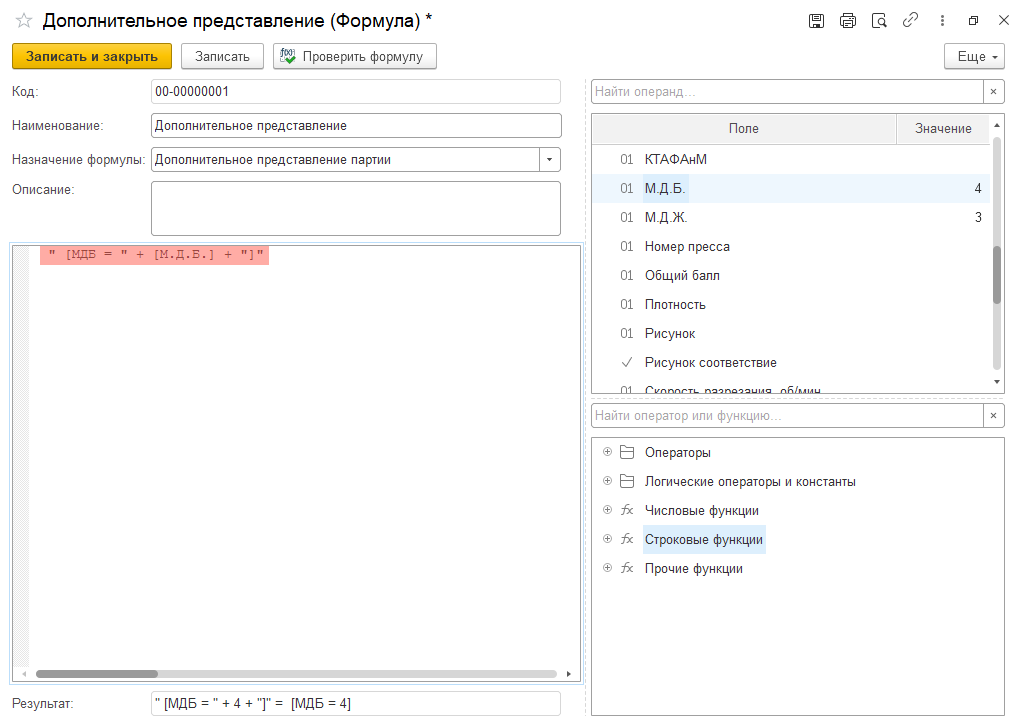 Дополнительное представление (Формула) *
Записать и закрыть
Записать
Проверить формулу
Еще
Код:
00-00000001
Наименование:
Дополнительное представление
Назначение формулы:
Дополнительное представление партии
Описание:
" [МДБ = " + [М.Д.Б.] + "]"
Результат:
" [МДБ = " + 4 + "]" =  [МДБ = 4]
Найти операнд...
Поле Значение
01 КТАФАнМ
01 М.Д.Б. 4
01 М.Д.Ж. 3
01 Номер пресса
01 Общий балл
01 Плотность
01 Рисунок
Рисунок соответствие
01 Скорость разрезания, об/мин
Найти оператор или функцию...
Операторы
Логические операторы и константы
fx Числовые функции
fx Строковые функции
fx Прочие функции